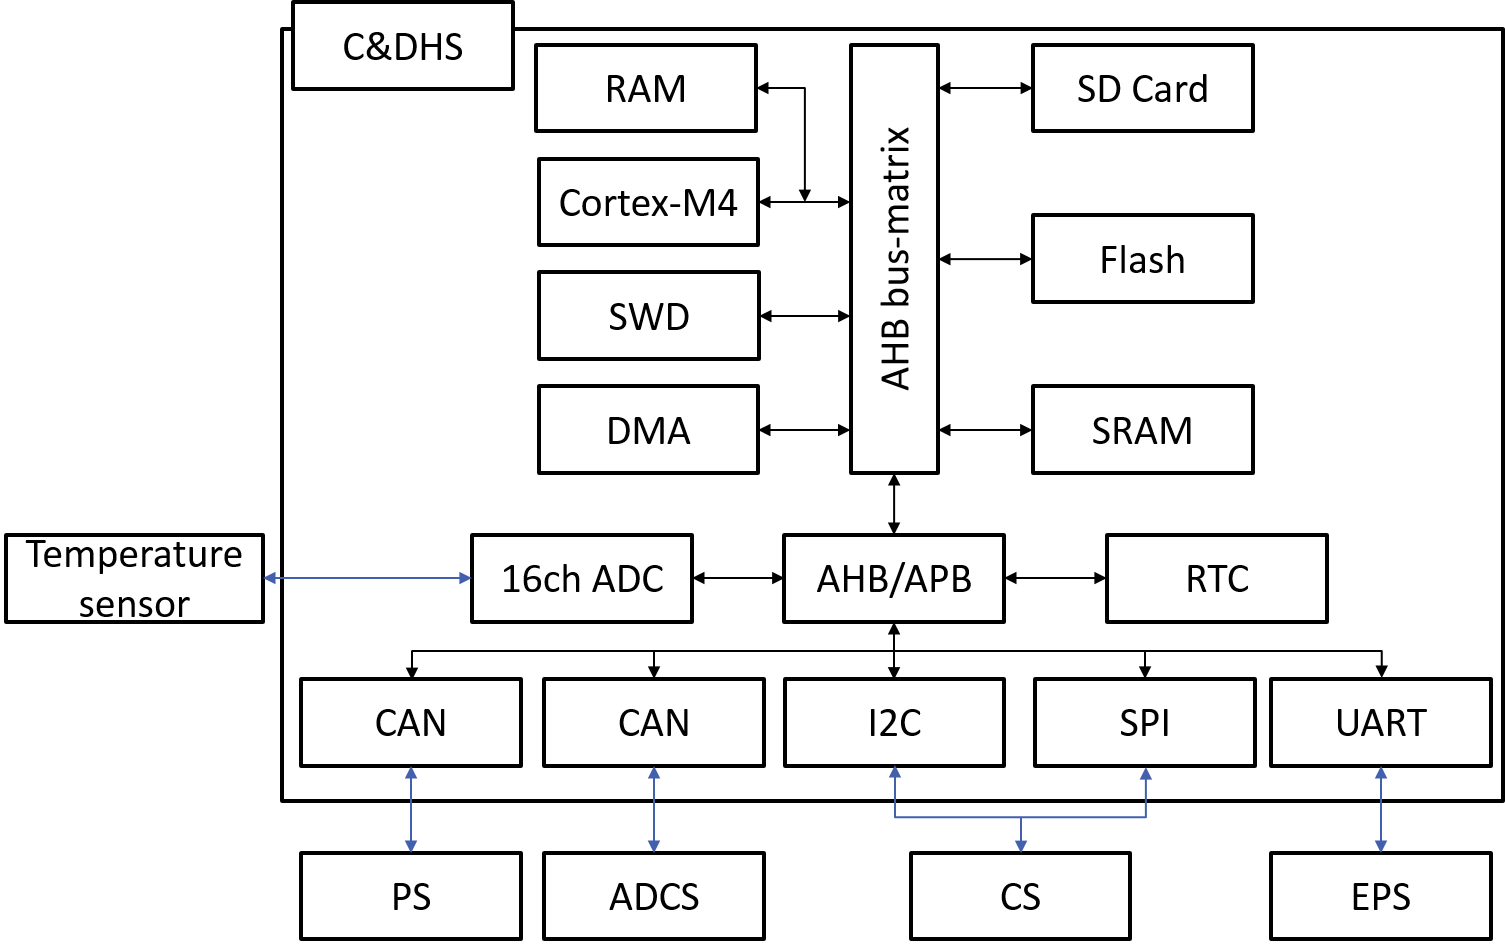 C&DHS
RAM
SD Card
Cortex-M4
AHB bus-matrix
Flash
SWD
DMA
SRAM
Temperature
sensor
16ch ADC
AHB/APB
RTC
CAN
CAN
I2C
SPI
UART
PS
ADCS
CS
EPS